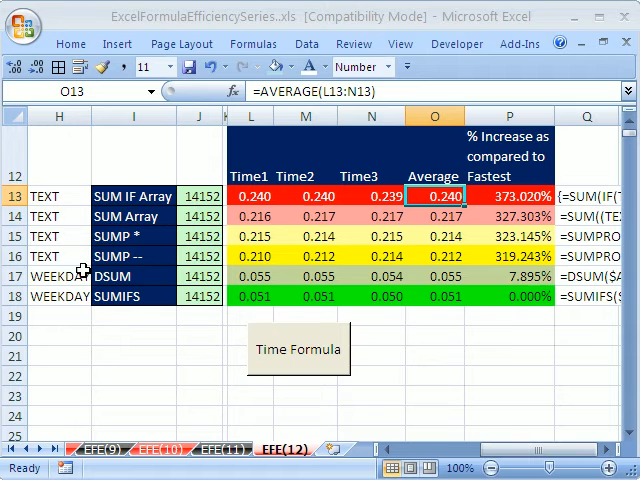 ExcelFormulaEfficiencySeries.xls [Compatibility Mode] - Microsoft Excel
Home Insert Page Layout Formulas Data Review View Developer Add-Ins
11 Number
O13 =AVERAGE(L13:N13)
H I J K L M N O P Q
12 Time1 Time2 Time3 Average % Increase as compared to Fastest
13 TEXT SUM IF Array 14152 0.240 0.240 0.239 0.240 373.020% {=SUM(IF(T
14 TEXT SUM Array 14152 0.216 0.217 0.217 0.217 327.303% =SUM((TE
15 TEXT SUMP * 14152 0.215 0.214 0.214 0.214 323.145% =SUMPRO
16 TEXT SUMP -- 14152 0.210 0.212 0.214 0.212 319.243% =SUMPRO
17 WEEKDAY DSUM 14152 0.055 0.055 0.054 0.055 7.895% =DSUM($A
18 WEEKDAY SUMIFS 14152 0.051 0.051 0.051 0.051 0.000% =SUMIFS($
19
20
21 Time Formula
22
23
24
25
EFE(9) EFE(10) EFE(11) EFE(12)
Ready 100%